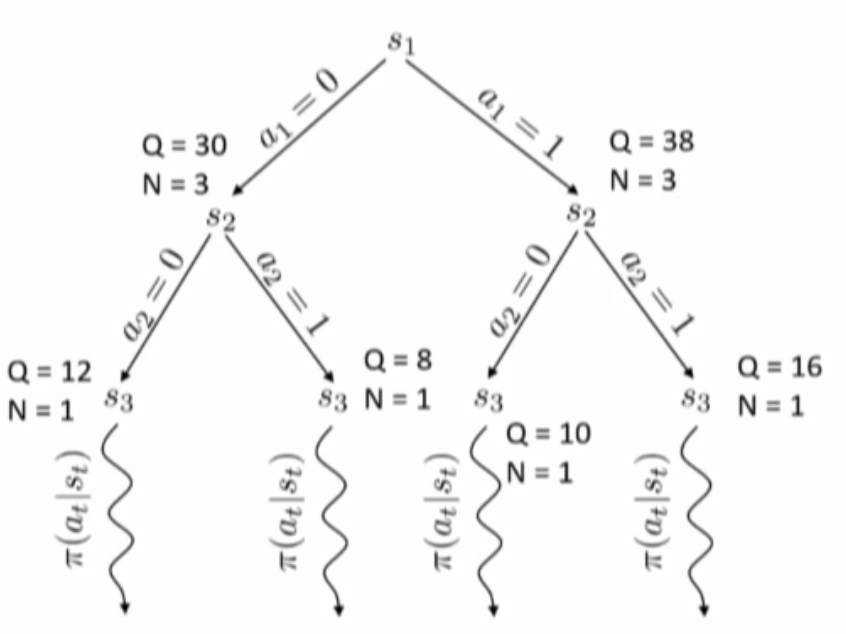 s₁
a₁ = 0
a₁ = 1
Q = 30
N = 3
Q = 38
N = 3
s₂
s₂
a₂ = 0
a₂ = 1
a₂ = 0
a₂ = 1
Q = 12
N = 1
s₃
s₃
Q = 8
N = 1
s₃
Q = 10
N = 1
s₃
Q = 16
N = 1
π(aₜ|sₜ)
π(aₜ|sₜ)
π(aₜ|sₜ)
π(aₜ|sₜ)